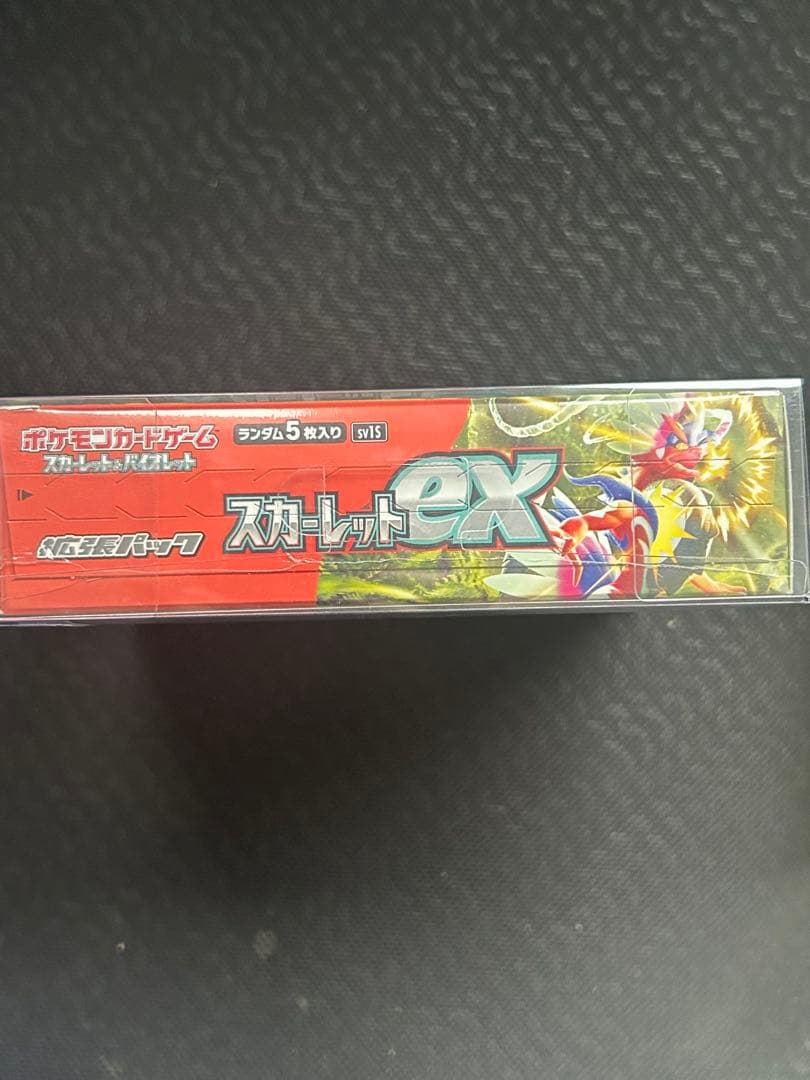 ポケモンカードゲーム
スカーレット&バイオレット
ランダム5枚入り
sv1S
拡張パック
スカーレットex